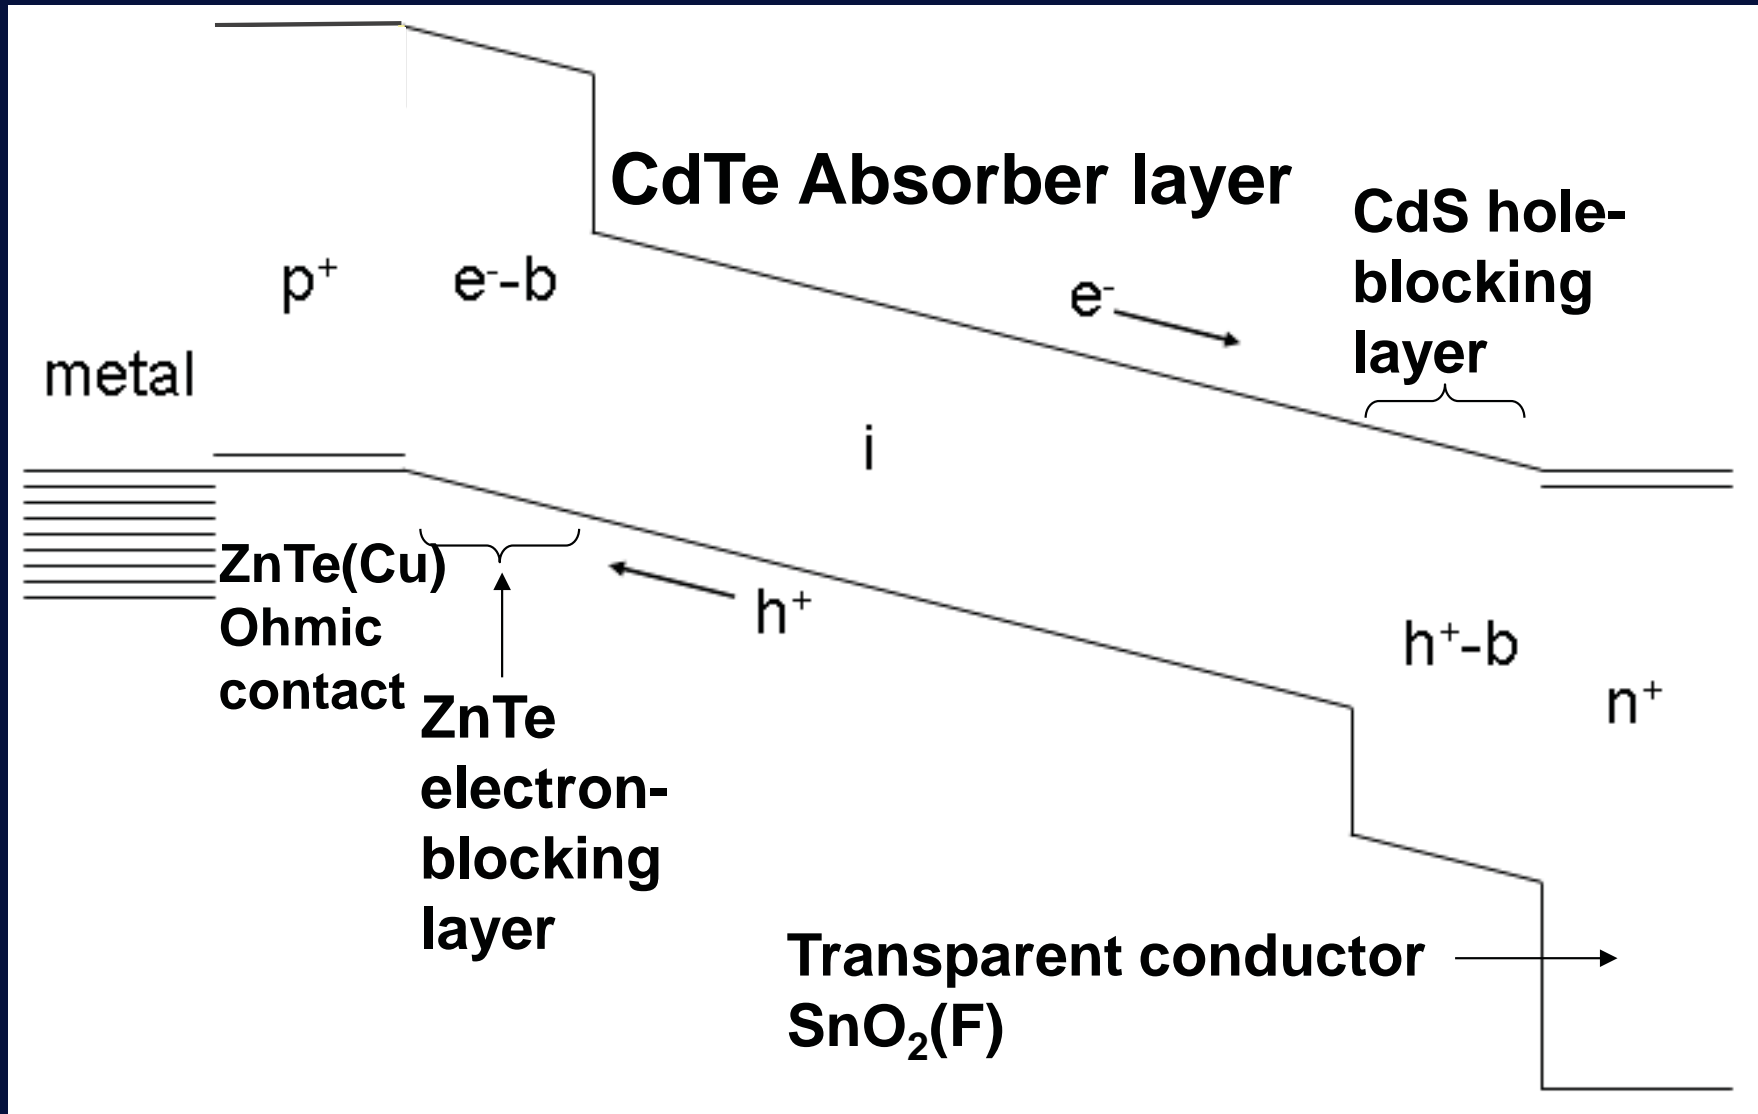 CdTe Absorber layer
CdS hole-
blocking
layer
p⁺
e⁻-b
e⁻
metal
i
ZnTe(Cu)
Ohmic
contact
h⁺
h⁺-b
n⁺
ZnTe
electron-
blocking
layer
Transparent conductor
SnO₂(F)